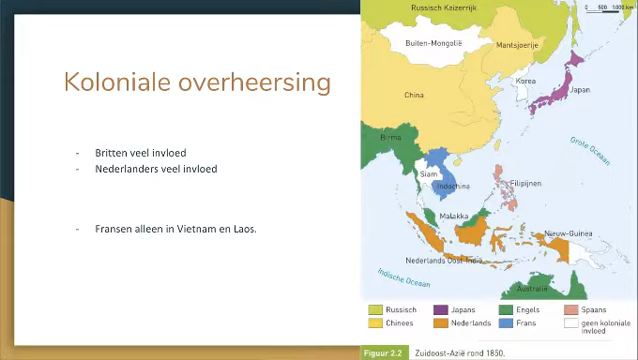 Koloniale overheersing
- Britten veel invloed
- Nederlanders veel invloed
- Fransen alleen in Vietnam en Laos.
Russisch Keizerrijk
0 500 1.000 km
Buiten-Mongolië
Mantsjoerije
Korea
China
Japan
Birma
Grote Oceaan
Siam
Filipijnen
Indochina
Malakka
Nieuw-Guinea
Nederlands Oost-Indië
Indische Oceaan
Australië
Russisch
Japans
Engels
Spaans
Chinees
Nederlands
Frans
geen koloniale
invloed
Figuur 2.2 Zuidoost-Azië rond 1850.